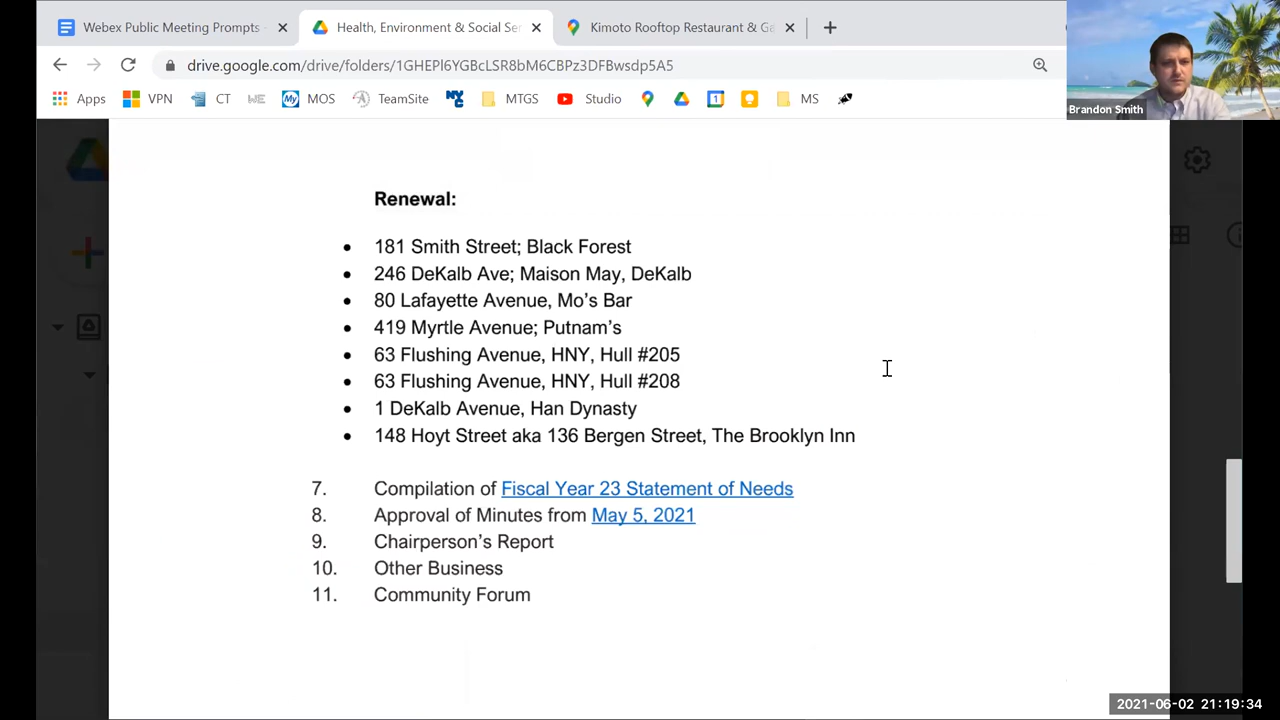 Webex Public Meeting Prompts
Health, Environment & Social Ser
Kimoto Rooftop Restaurant & Ga
drive.google.com/drive/folders/1GHEPl6YGBcLSR8bM6CBPz3DFBwsdp5A5
Apps
VPN
CT
WE
MOS
TeamSite
NYC
MTGS
Studio
MS
Brandon Smith
Renewal:
• 181 Smith Street; Black Forest
• 246 DeKalb Ave; Maison May, DeKalb
• 80 Lafayette Avenue, Mo's Bar
• 419 Myrtle Avenue; Putnam's
• 63 Flushing Avenue, HNY, Hull #205
• 63 Flushing Avenue, HNY, Hull #208
• 1 DeKalb Avenue, Han Dynasty
• 148 Hoyt Street aka 136 Bergen Street, The Brooklyn Inn
7. Compilation of Fiscal Year 23 Statement of Needs
8. Approval of Minutes from May 5, 2021
9. Chairperson's Report
10. Other Business
11. Community Forum
2021-06-02 21:19:34